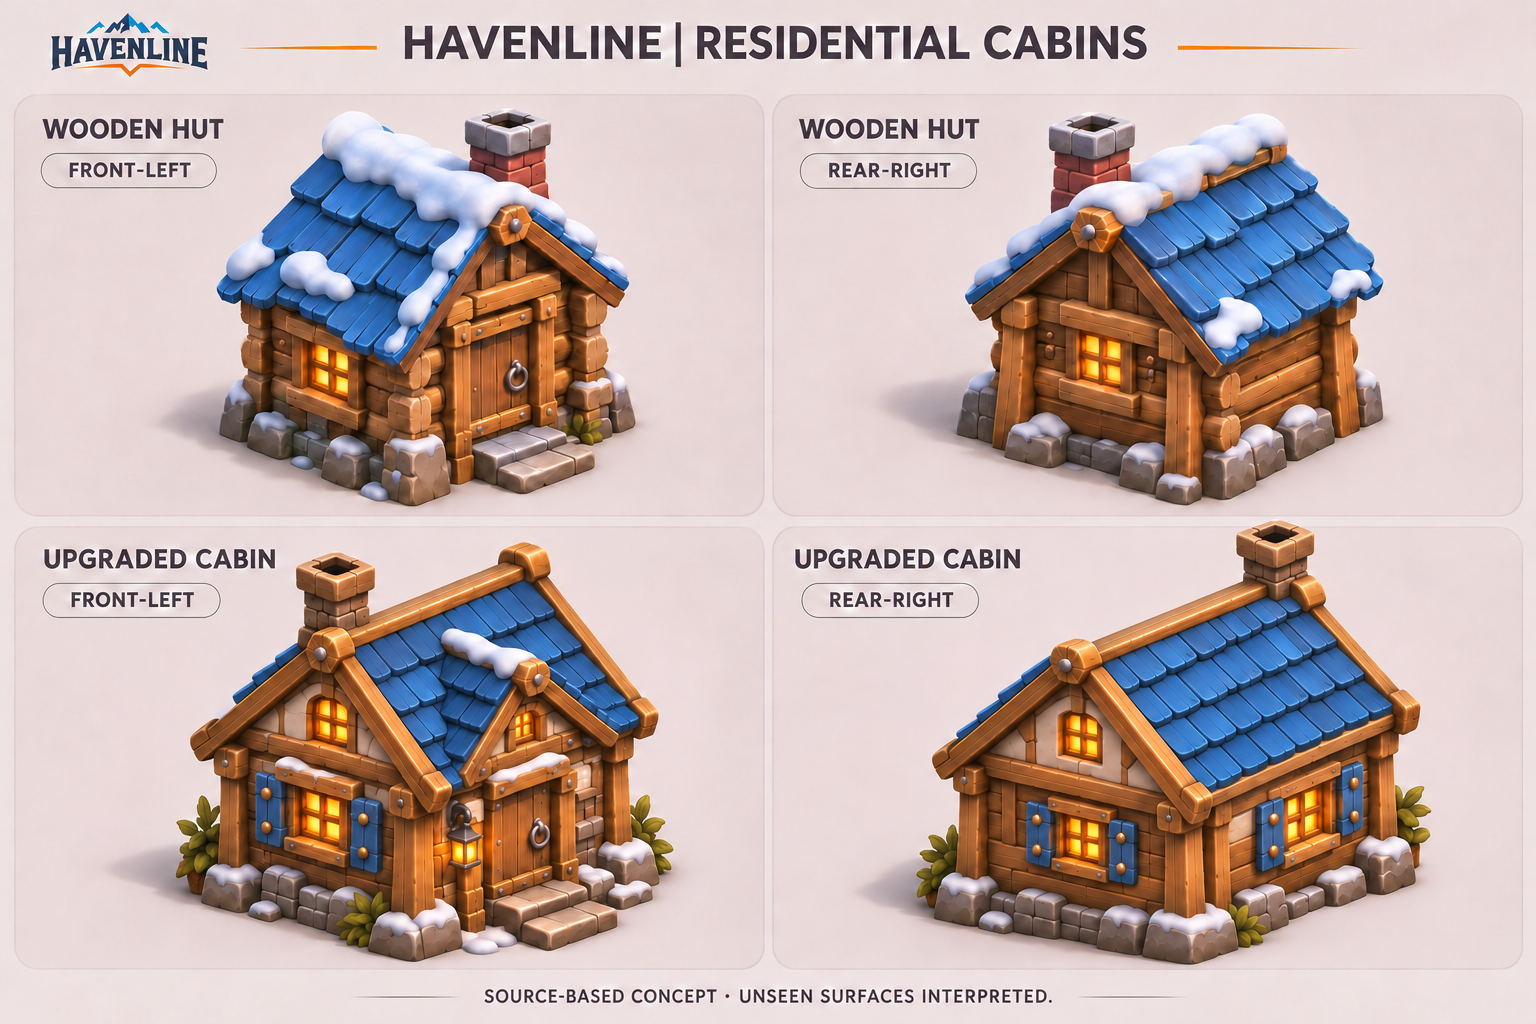 HAVENLINE
HAVENLINE | RESIDENTIAL CABINS
WOODEN HUT
FRONT-LEFT
WOODEN HUT
REAR-RIGHT
UPGRADED CABIN
FRONT-LEFT
UPGRADED CABIN
REAR-RIGHT
SOURCE-BASED CONCEPT • UNSEEN SURFACES INTERPRETED.